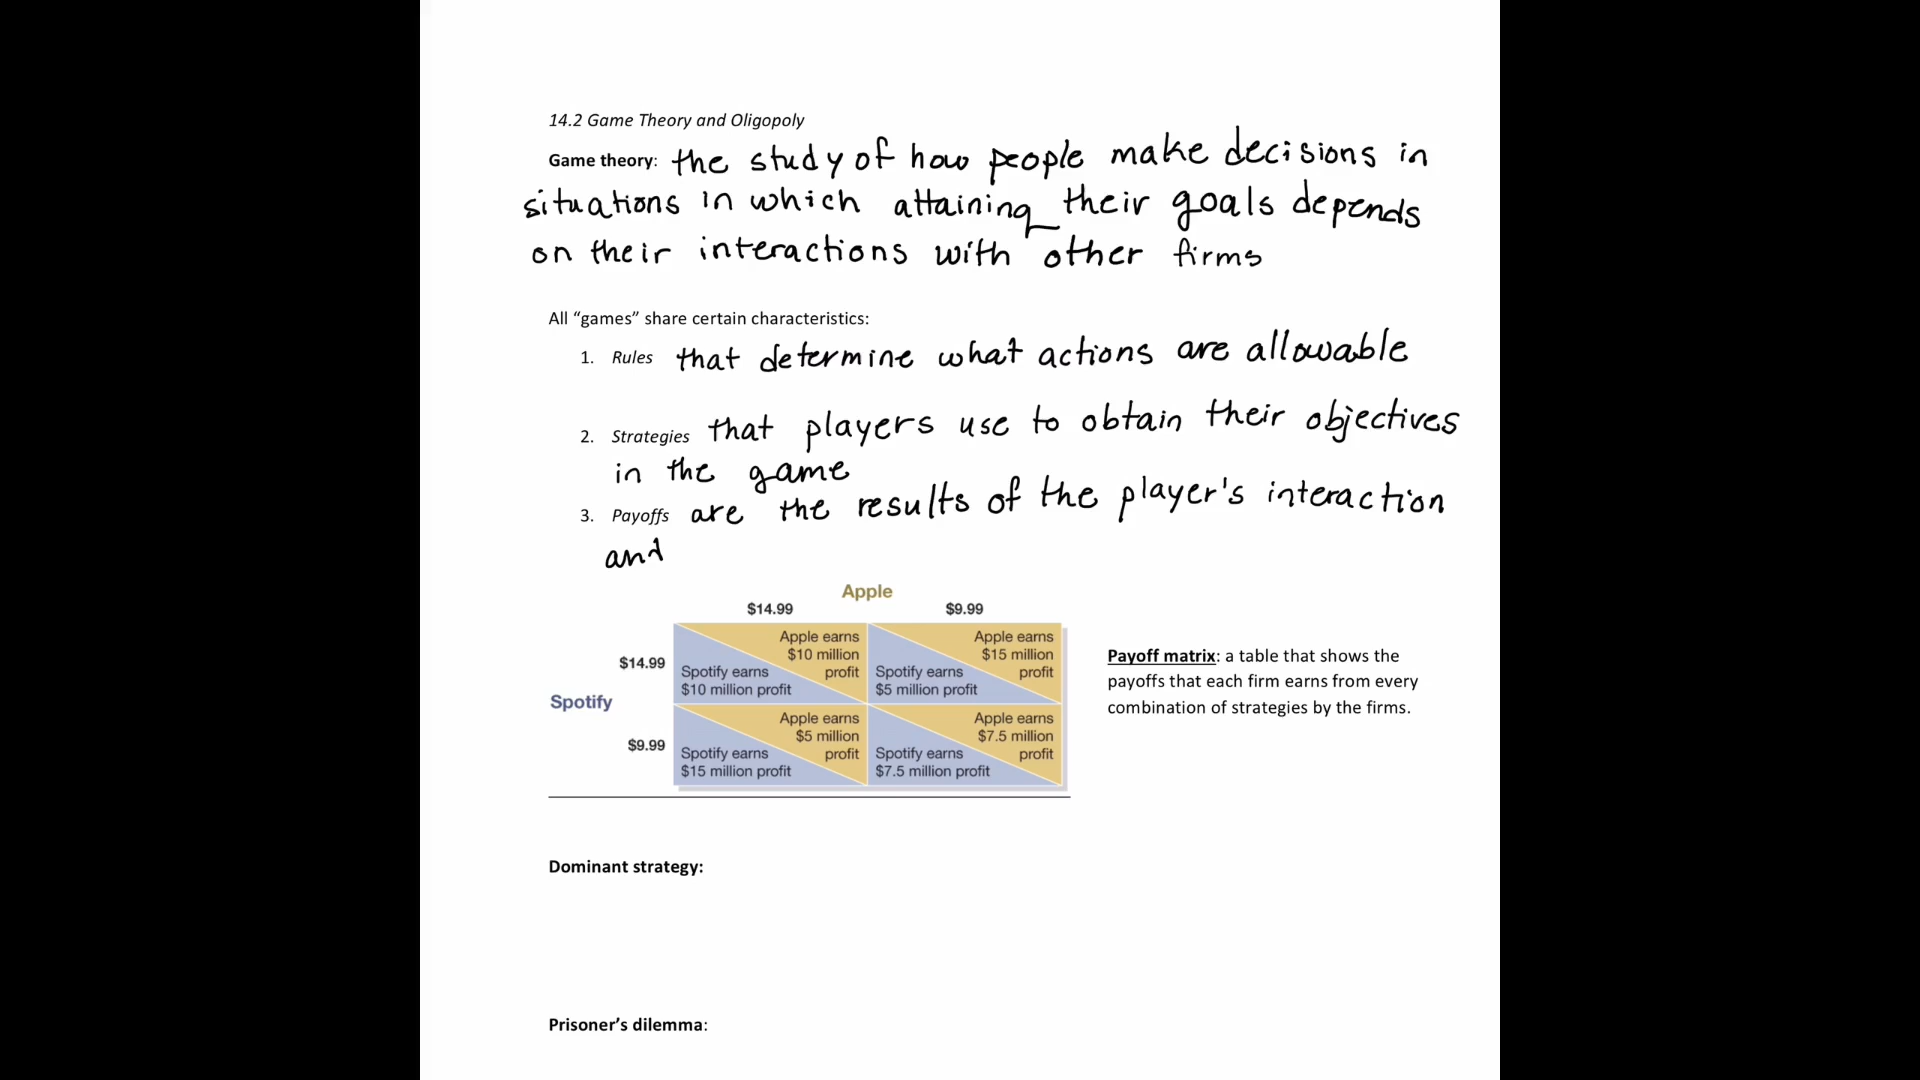 14.2 Game Theory and Oligopoly
Game theory: the study of how people make decisions in
situations in which attaining their goals depends
on their interactions with other firms
All “games” share certain characteristics:
1. Rules that determine what actions are allowable
2. Strategies that players use to obtain their objectives
in the game
3. Payoffs are the results of the player's interaction
and
Apple
$14.99 $9.99
$14.99
Spotify
$9.99
Apple earns
$10 million
profit
Spotify earns
$10 million profit
Apple earns
$15 million
profit
Spotify earns
$5 million profit
Apple earns
$5 million
profit
Spotify earns
$15 million profit
Apple earns
$7.5 million
profit
Spotify earns
$7.5 million profit
Payoff matrix: a table that shows the
payoffs that each firm earns from every
combination of strategies by the firms.
Dominant strategy:
Prisoner’s dilemma: